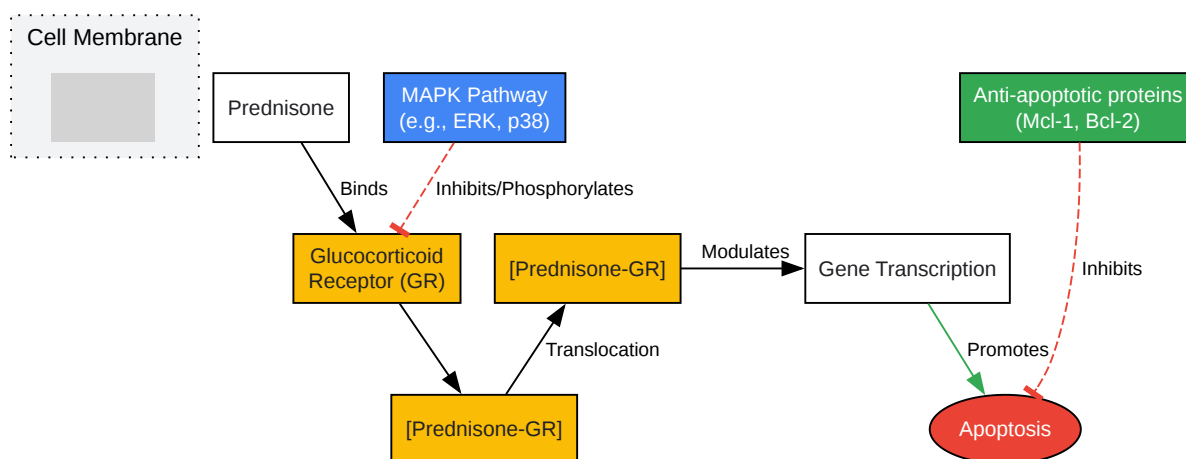 Cell Membrane
Prednisone
MAPK Pathway
(e.g., ERK, p38)
Anti-apoptotic proteins
(Mcl-1, Bcl-2)
Binds
Inhibits/Phosphorylates
Glucocorticoid
Receptor (GR)
[Prednisone-GR]
Modulates
Gene Transcription
Inhibits
Translocation
Promotes
[Prednisone-GR]
Apoptosis